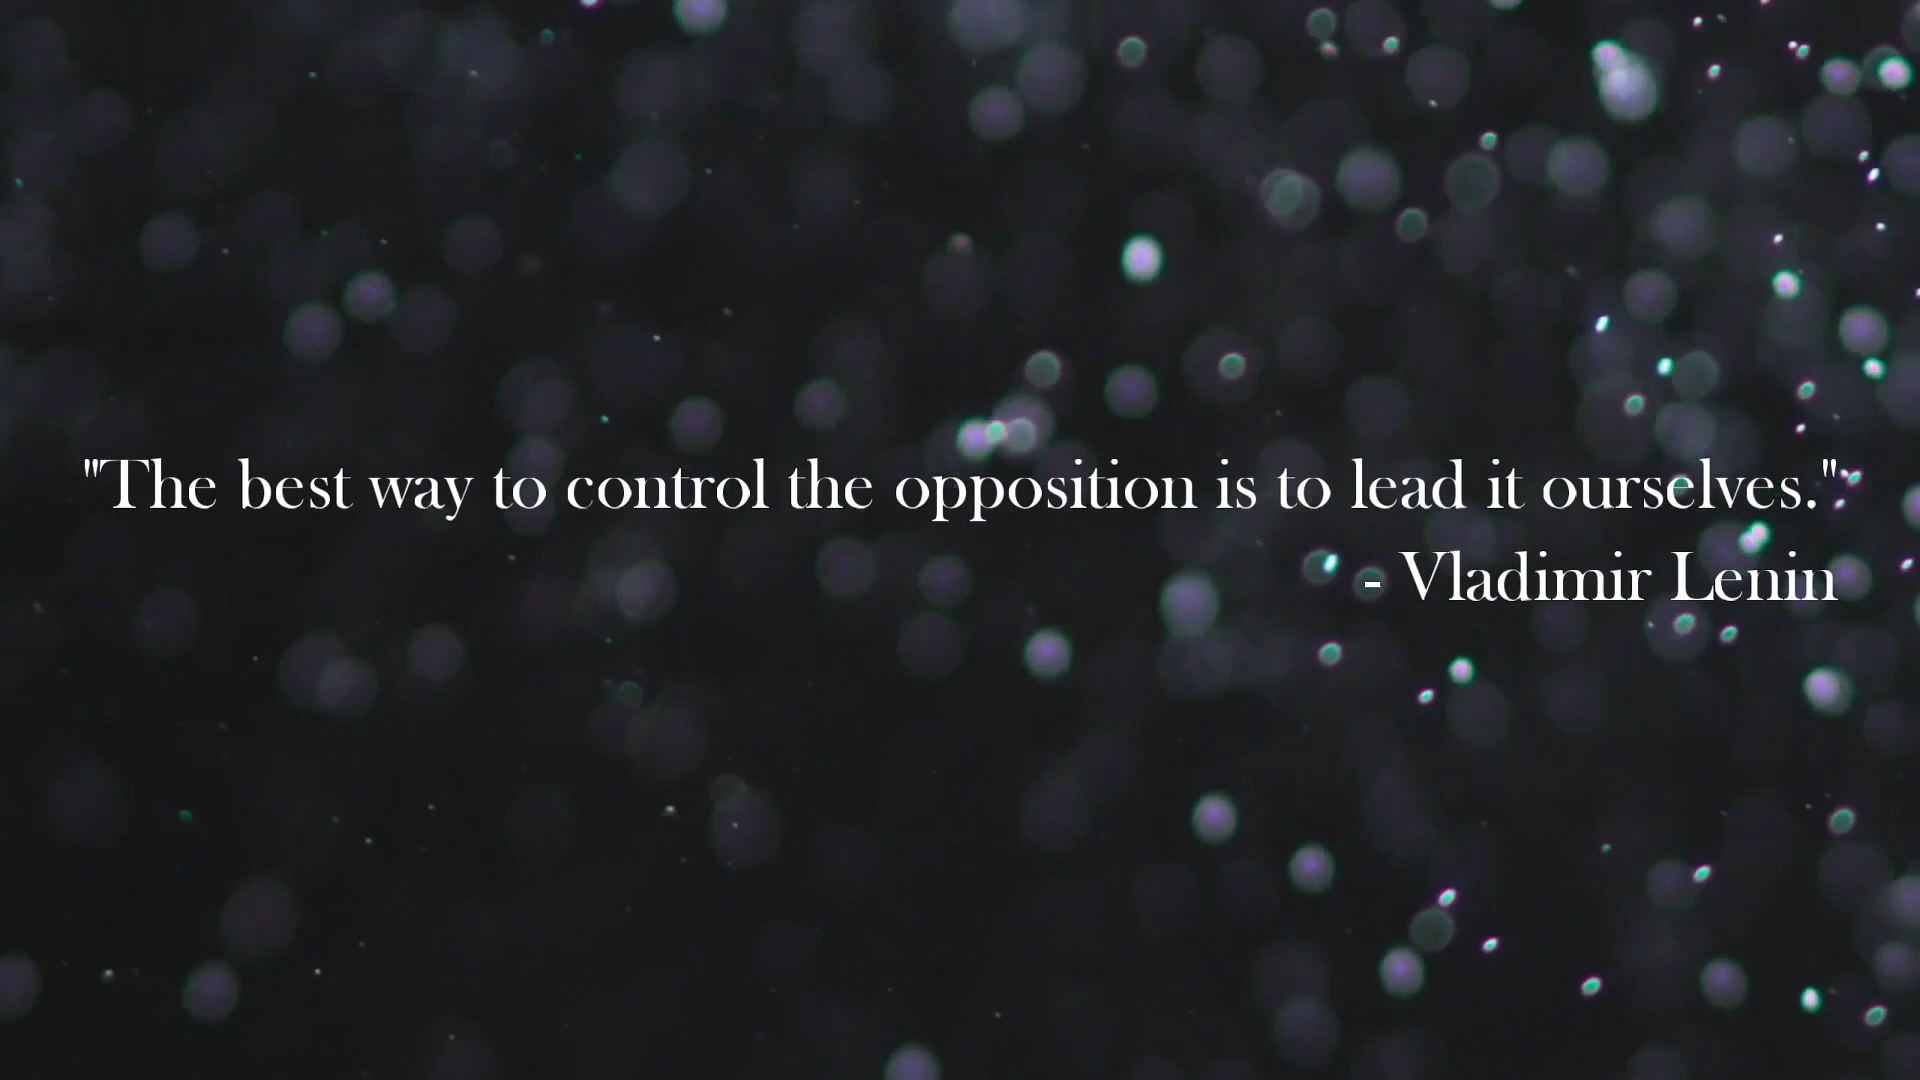 "The best way to control the opposition is to lead it ourselves."
- Vladimir Lenin